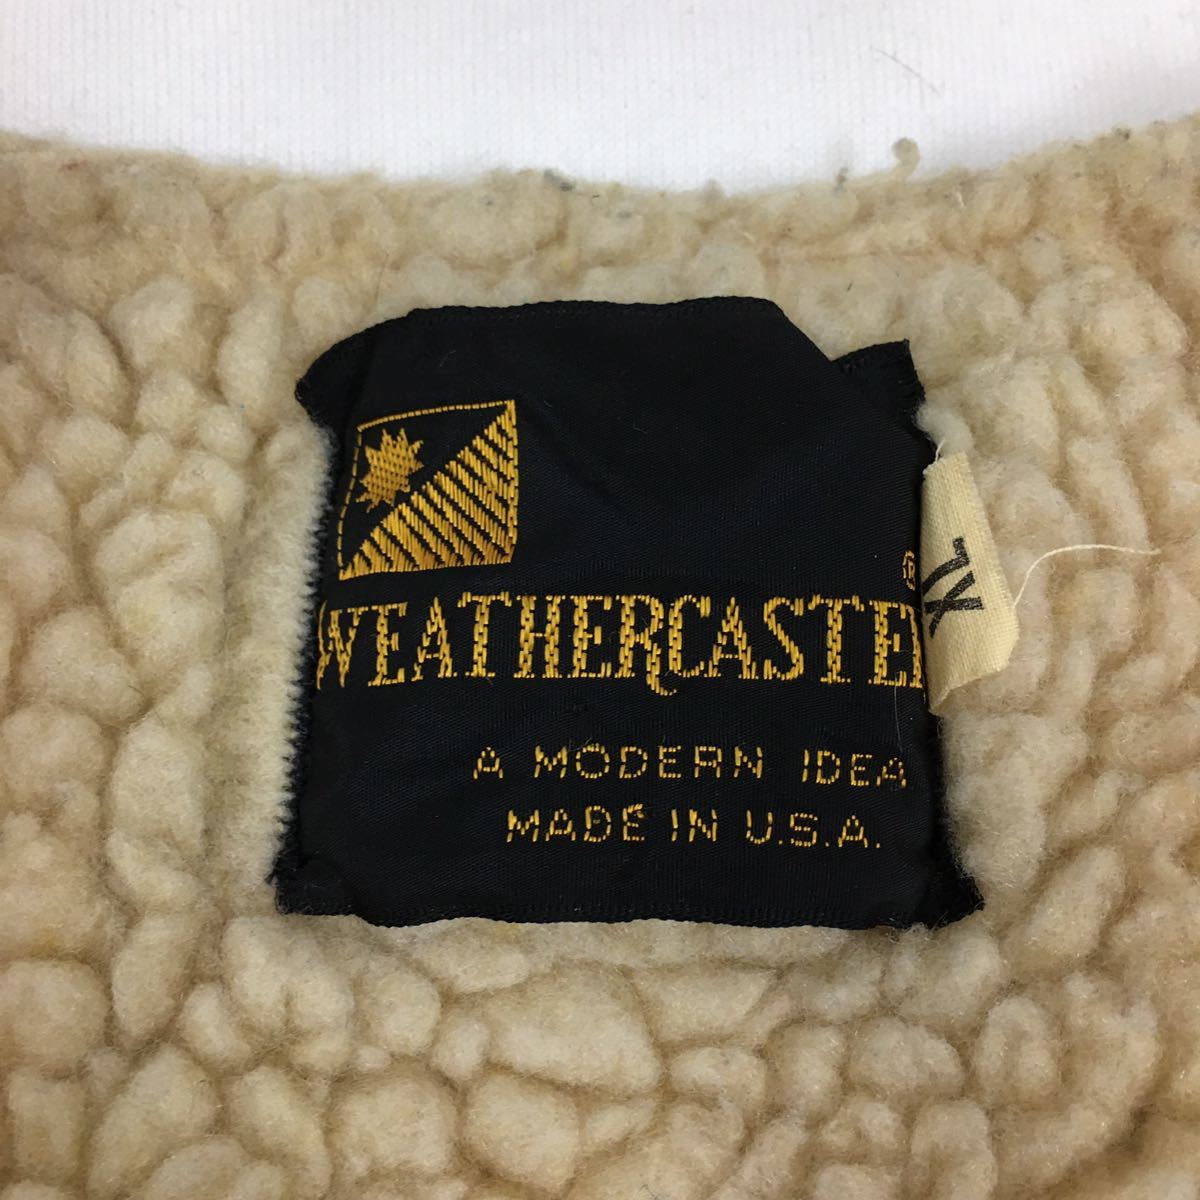 ®
WEATHERCASTER
A MODERN IDEA
MADE IN U.S.A.
XL